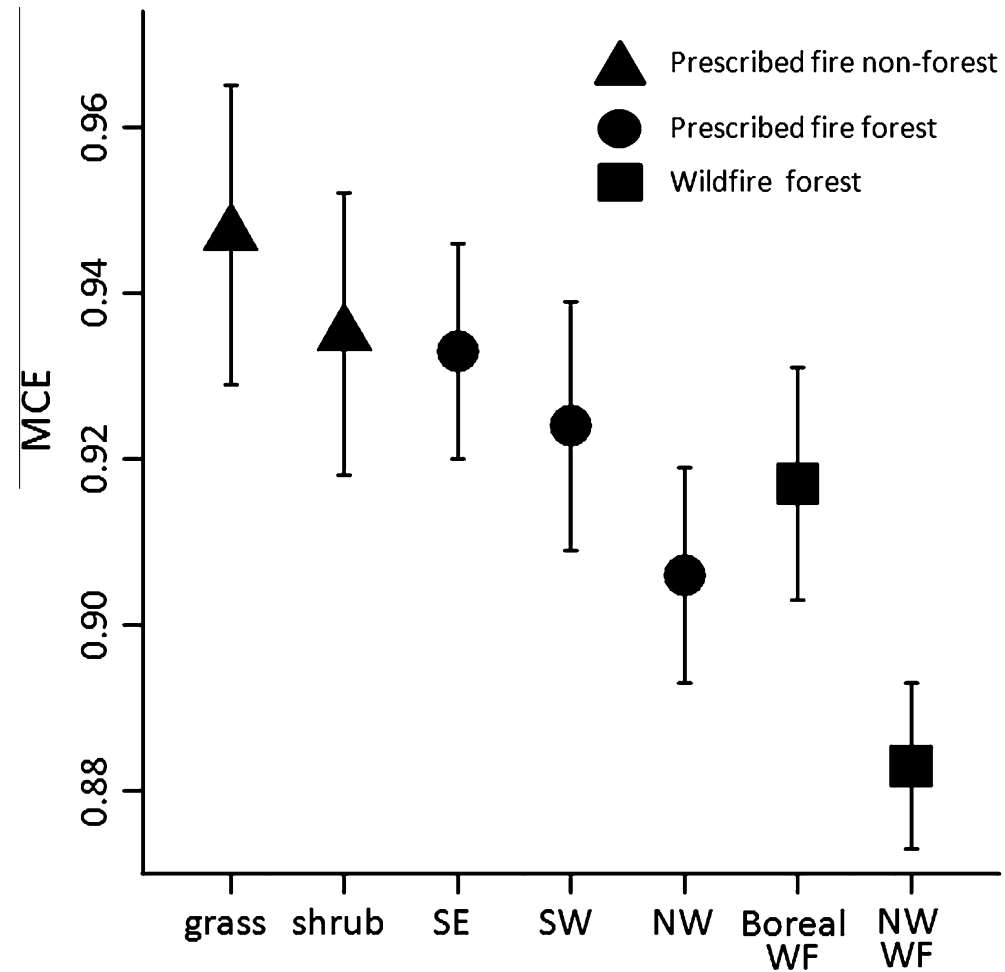 Prescribed fire non-forest
Prescribed fire forest
Wildfire forest
MCE
0.96
0.94
0.92
0.90
0.88
grass shrub SE SW NW Boreal WF NW WF